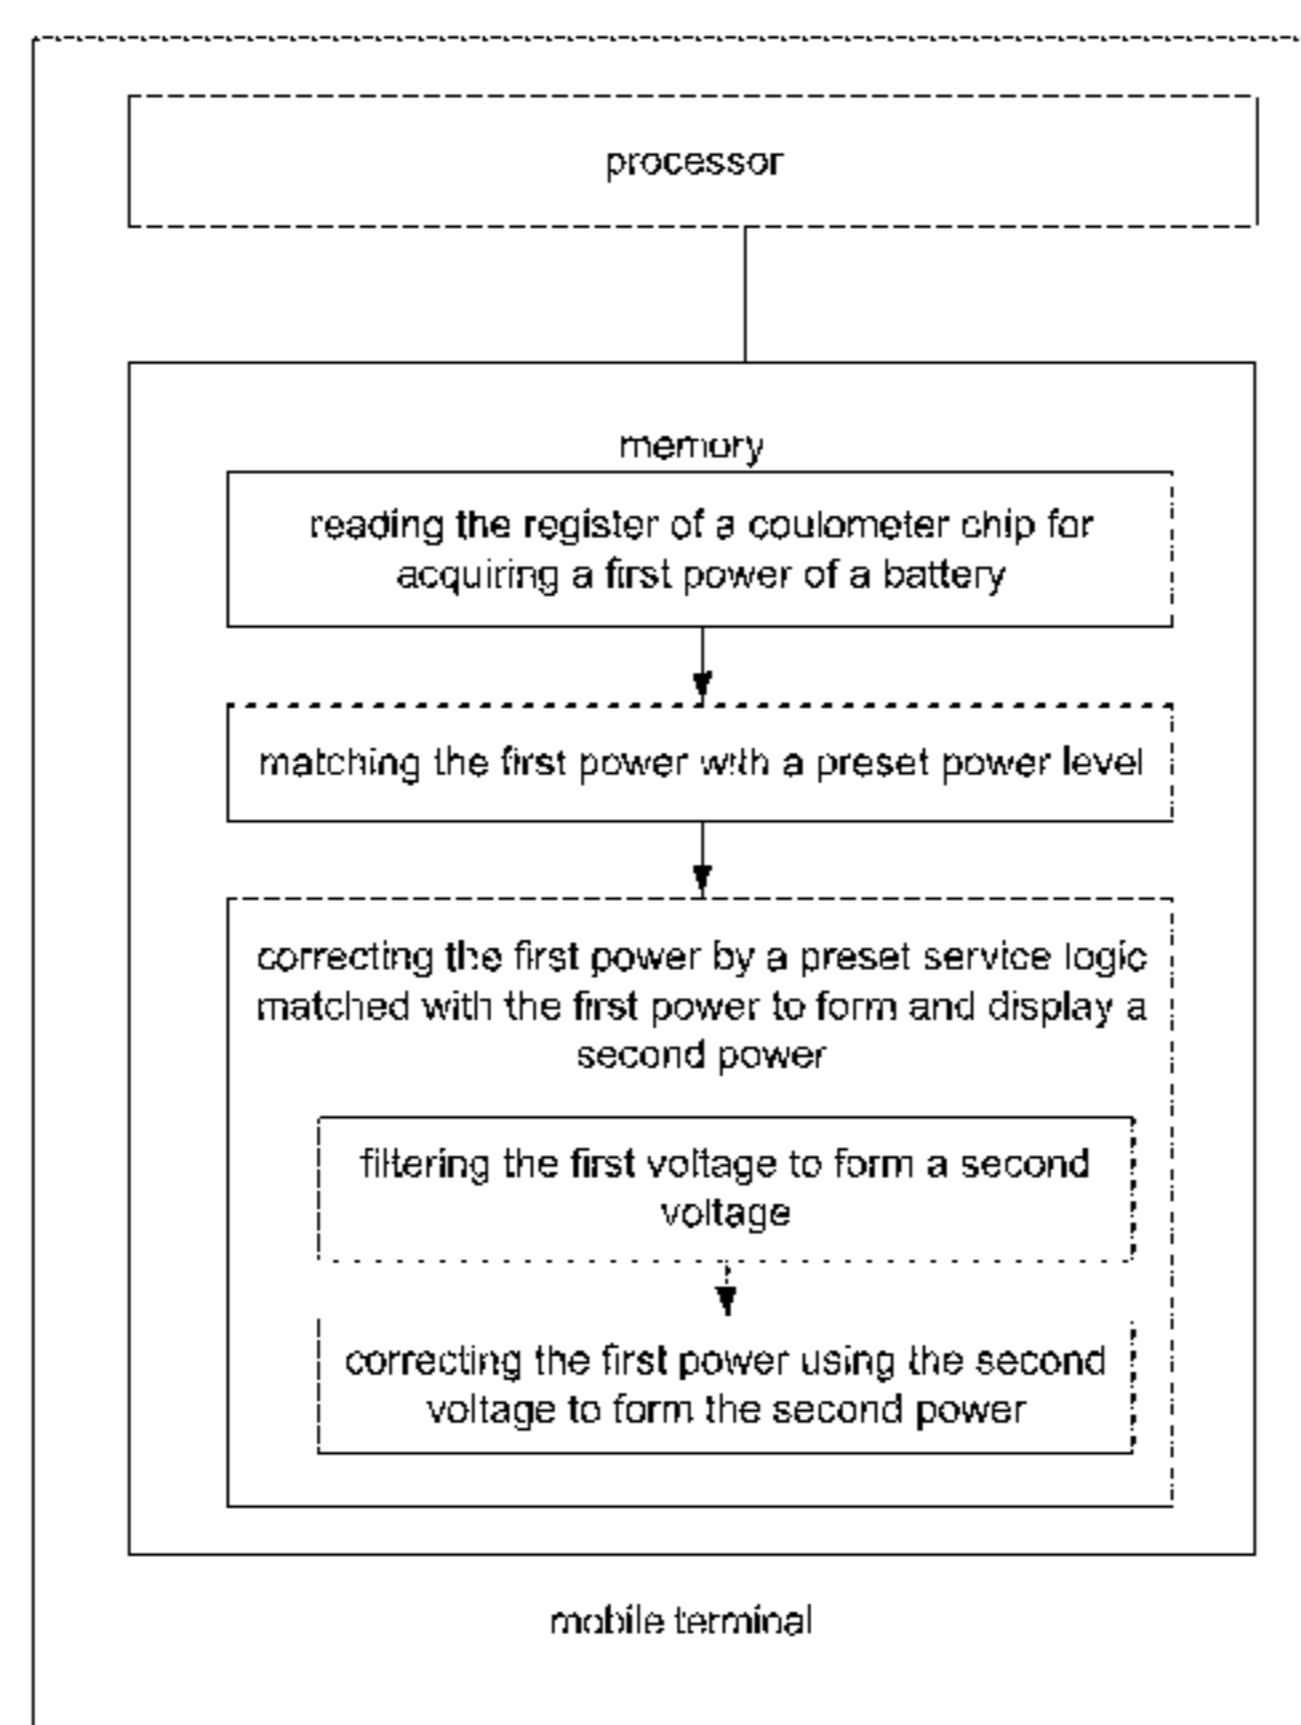 processor
memory
reading the register of a coulometer chip for
acquiring a first power of a battery
matching the first power with a preset power level
correcting the first power by a preset service logic
matched with the first power to form and display a
second power
filtering the first voltage to form a second
voltage
correcting the first power using the second
voltage to form the second power
mobile terminal